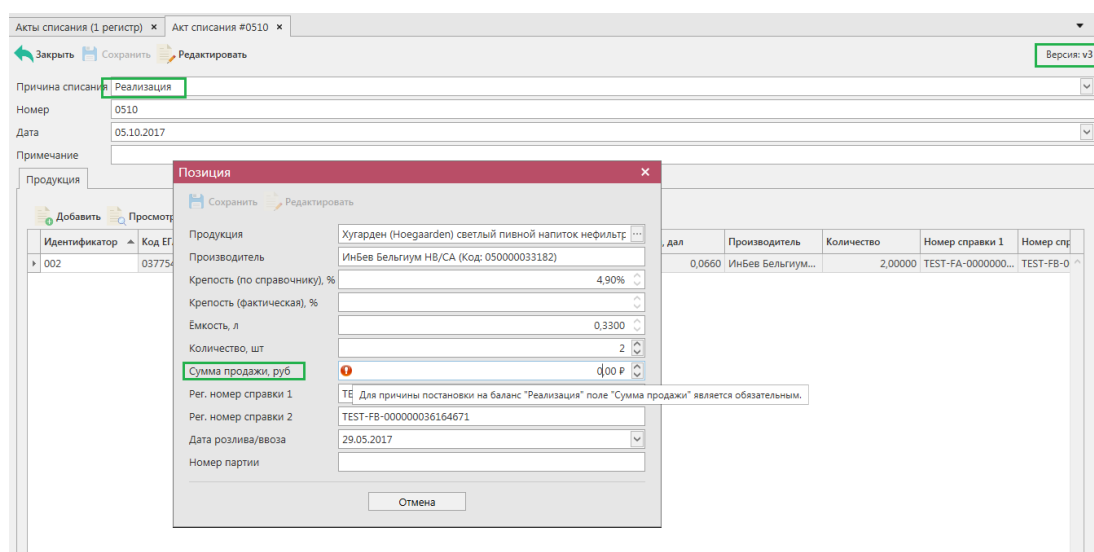 Акты списания (1 регистр) × Акт списания #0510 ×
Закрыть Сохранить Редактировать Версия: v3
Причина списания Реализация
Номер 0510
Дата 05.10.2017
Примечание
Продукция
Добавить Просмотр
Идентификатор Код ЕГ , дал Производитель Количество Номер справки 1 Номер спр
002 03775 0,0660 ИнБев Бельгиум... 2,00000 TEST-FA-0000000... TEST-FB-0
Позиция ×
Сохранить Редактировать
Продукция Хугарден (Hoegaarden) светлый пивной напиток нефильтр ...
Производитель ИнБев Бельгиум НВ/СА (Код: 050000033182)
Крепость (по справочнику), % 4,90%
Крепость (фактическая), %
Ёмкость, л 0,3300
Количество, шт 2
Сумма продажи, руб 0,00 ₽
Рег. номер справки 1 TE
Для причины постановки на баланс "Реализация" поле "Сумма продажи" является обязательным.
Рег. номер справки 2 TEST-FB-000000036164671
Дата розлива/ввоза 29.05.2017
Номер партии
Отмена